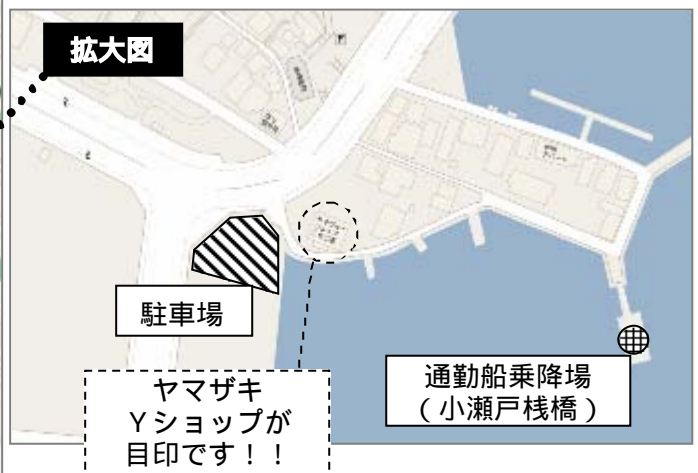 拡大図
駐車場
ヤマザキ
Ｙショップが
目印です！！
通勤船乗降場
（小瀬戸桟橋）